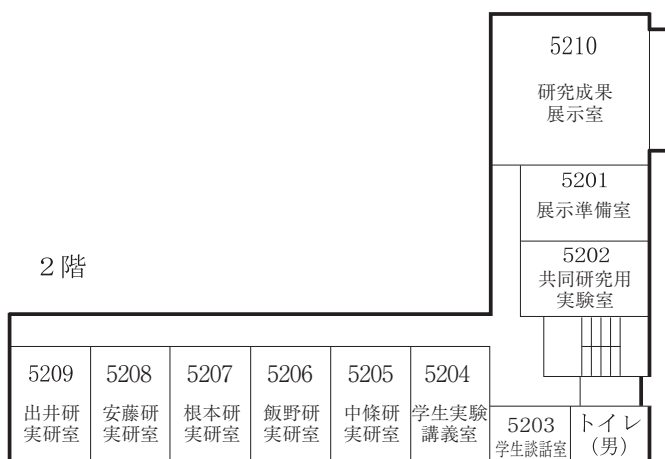 5210
研究成果
展示室
5201
展示準備室
5202
共同研究用
実験室
2階
5209
出井研
実研室
5208
安藤研
実研室
5207
根本研
実研室
5206
飯野研
実研室
5205
中條研
実研室
5204
学生実験
講義室
5203
学生談話室
トイレ
(男)